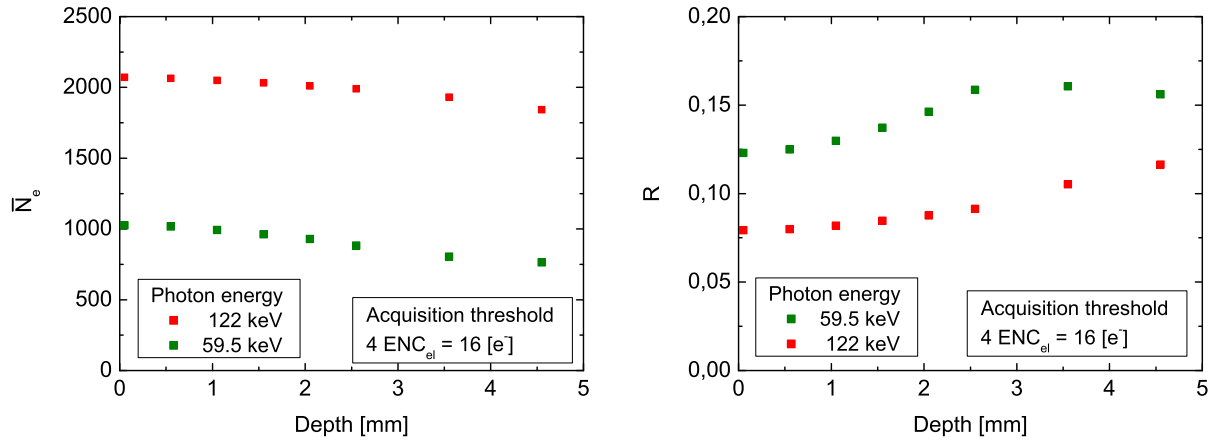 2500
2000
1500
1000
500
0
N̅e
Photon energy
122 keV
59.5 keV
Acquisition threshold
4 ENCel = 16 [e-]
0 1 2 3 4 5
Depth [mm]
0,20
0,15
0,10
0,05
0,00
R
Photon energy
59.5 keV
122 keV
Acquisition threshold
4 ENCel = 16 [e-]
0 1 2 3 4 5
Depth [mm]